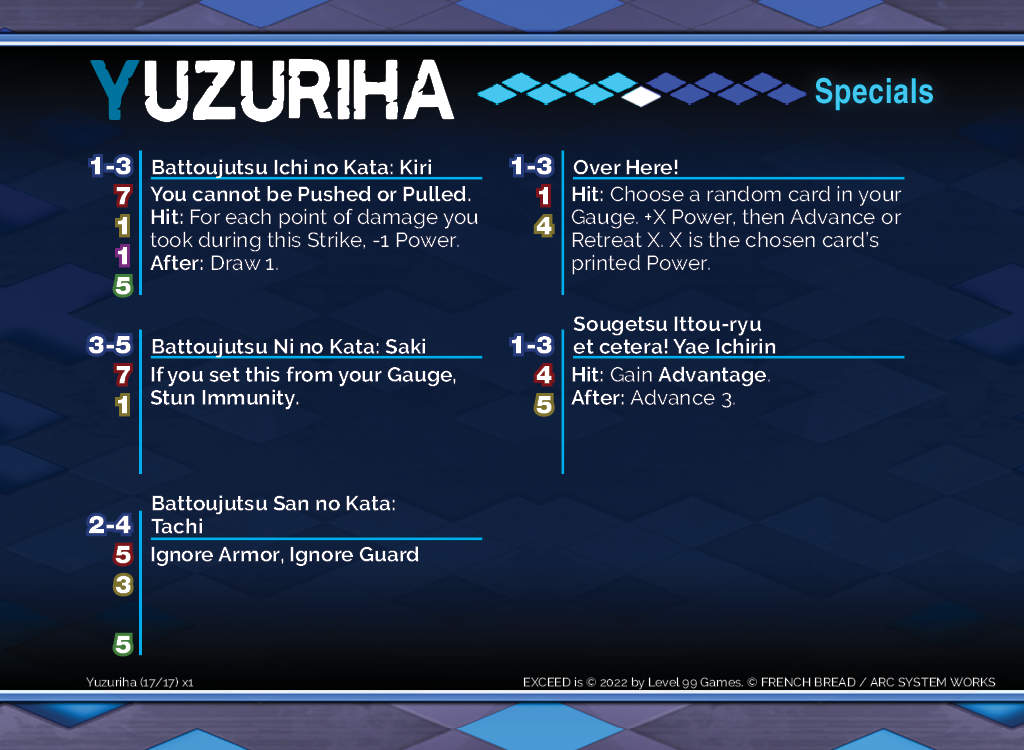 YUZURIHA
Specials
1-3 Battoujutsu Ichi no Kata: Kiri
7 You cannot be Pushed or Pulled.
1 Hit: For each point of damage you
took during this Strike, -1 Power.
1 After: Draw 1.
5
3-5 Battoujutsu Ni no Kata: Saki
7 If you set this from your Gauge,
1 Stun Immunity.
Battoujutsu San no Kata:
2-4 Tachi
5 Ignore Armor, Ignore Guard
3
5
1-3 Over Here!
1 Hit: Choose a random card in your
4 Gauge. +X Power, then Advance or
Retreat X. X is the chosen card's
printed Power.
Sougetsu Ittou-ryu
1-3 et cetera! Yae Ichirin
4 Hit: Gain Advantage.
5 After: Advance 3.
Yuzuriha (17/17) x1
EXCEED is © 2022 by Level 99 Games. © FRENCH BREAD / ARC SYSTEM WORKS